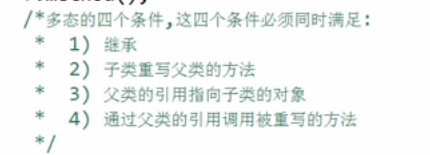 /*多态的四个条件,这四个条件必须同时满足:
* 1) 继承
* 2) 子类重写父类的方法
* 3) 父类的引用指向子类的对象
* 4) 通过父类的引用调用被重写的方法
*/